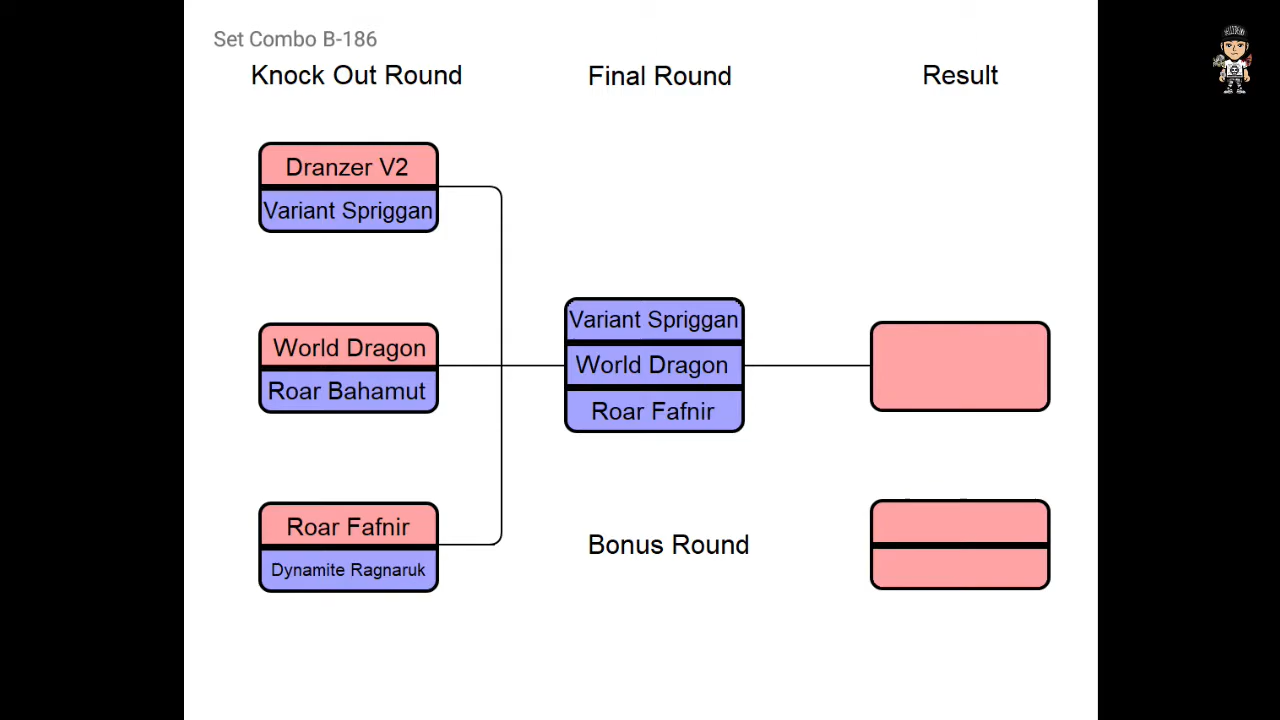 Set Combo B-186
Knock Out Round
Final Round
Result
Dranzer V2
Variant Spriggan
World Dragon
Roar Bahamut
Roar Fafnir
Dynamite Ragnaruk
Variant Spriggan
World Dragon
Roar Fafnir
Bonus Round